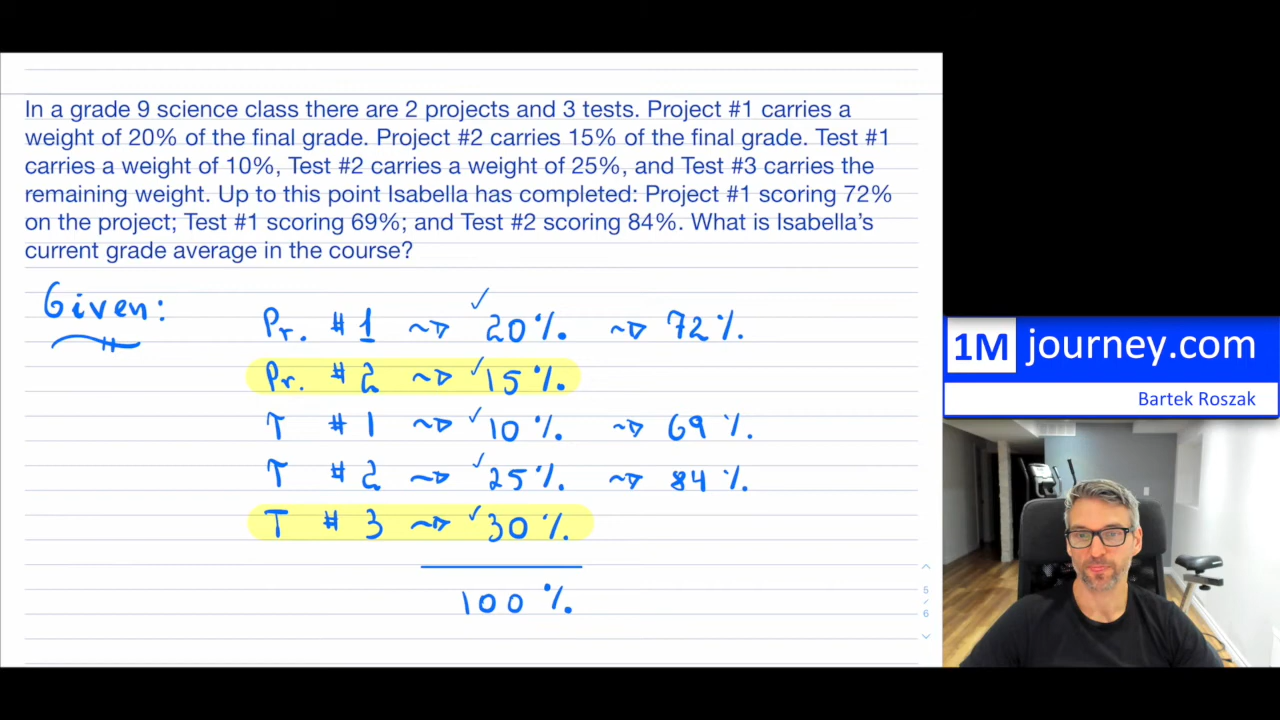 In a grade 9 science class there are 2 projects and 3 tests. Project #1 carries a
weight of 20% of the final grade. Project #2 carries 15% of the final grade. Test #1
carries a weight of 10%, Test #2 carries a weight of 25%, and Test #3 carries the
remaining weight. Up to this point Isabella has completed: Project #1 scoring 72%
on the project; Test #1 scoring 69%; and Test #2 scoring 84%. What is Isabella's
current grade average in the course?
Given:
Pr. #1 ~> ✓20% ~> 72%
Pr. #2 ~> ✓15%
T #1 ~> ✓10% ~> 69%
T #2 ~> ✓25% ~> 84%
T #3 ~> ✓30%
100%
1M journey.com
Bartek Roszak
5
/
6